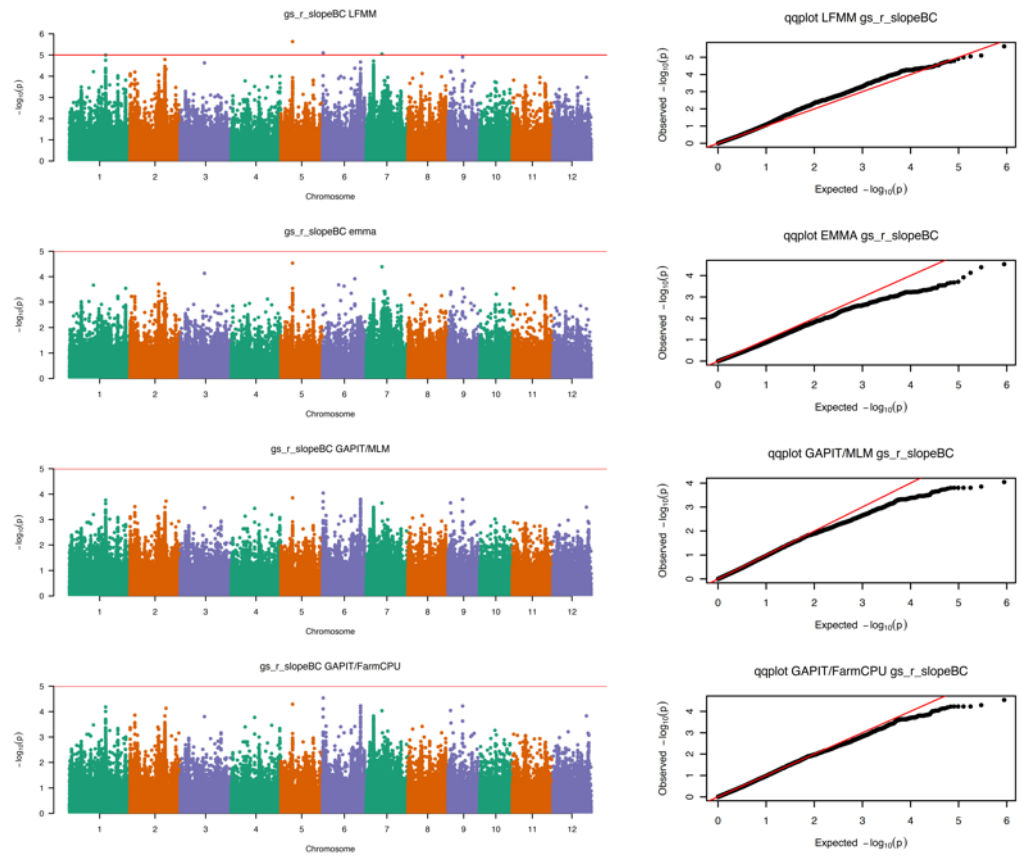 gs_r_slopeBC LFMM
−log₁₀(p)
6
5
4
3
2
1
0
1 2 3 4 5 6 7 8 9 10 11 12
Chromosome
qqplot LFMM gs_r_slopeBC
Observed −log₁₀(p)
5
4
3
2
1
0
0 1 2 3 4 5 6
Expected −log₁₀(p)
gs_r_slopeBC emma
−log₁₀(p)
5
4
3
2
1
0
1 2 3 4 5 6 7 8 9 10 11 12
Chromosome
qqplot EMMA gs_r_slopeBC
Observed −log₁₀(p)
4
3
2
1
0
0 1 2 3 4 5 6
Expected −log₁₀(p)
gs_r_slopeBC GAPIT/MLM
−log₁₀(p)
5
4
3
2
1
0
1 2 3 4 5 6 7 8 9 10 11 12
Chromosome
qqplot GAPIT/MLM gs_r_slopeBC
Observed −log₁₀(p)
4
3
2
1
0
0 1 2 3 4 5 6
Expected −log₁₀(p)
gs_r_slopeBC GAPIT/FarmCPU
−log₁₀(p)
5
4
3
2
1
0
1 2 3 4 5 6 7 8 9 10 11 12
Chromosome
qqplot GAPIT/FarmCPU gs_r_slopeBC
Observed −log₁₀(p)
4
3
2
1
0
0 1 2 3 4 5 6
Expected −log₁₀(p)